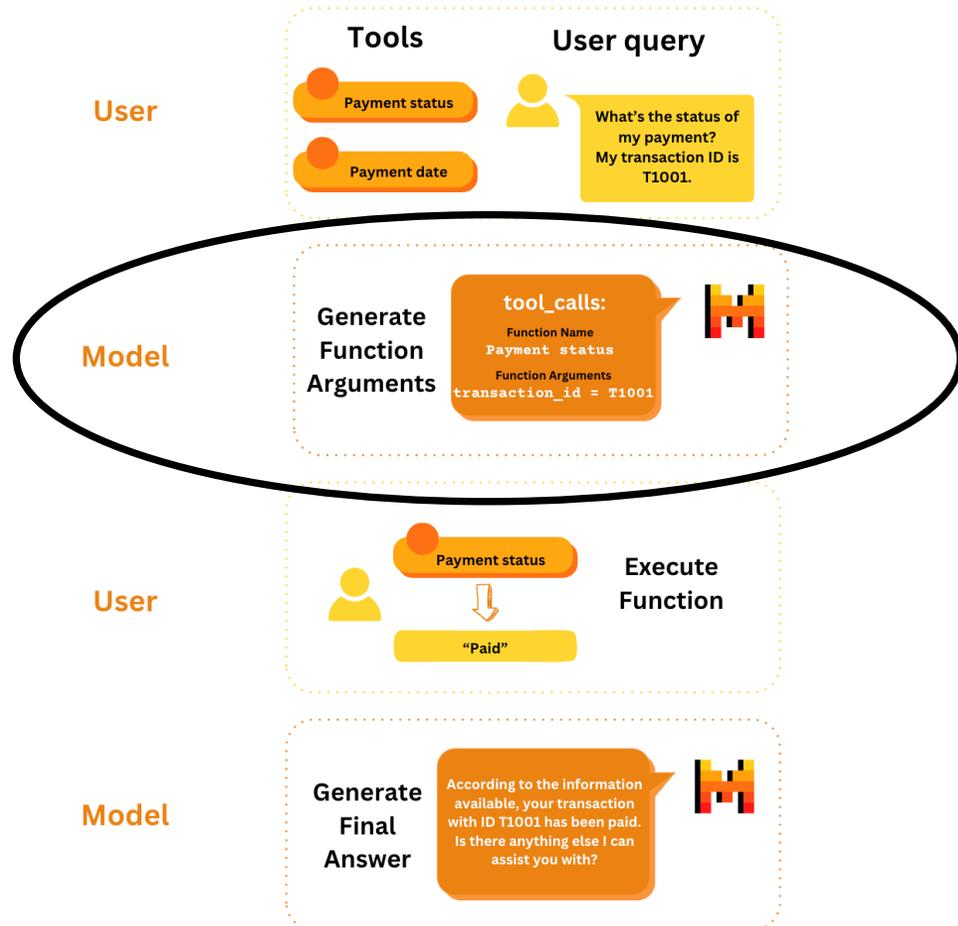 Tools
User query
User
Payment status
Payment date
What’s the status of
my payment?
My transaction ID is
T1001.
Model
Generate
Function
Arguments
tool_calls:
Function Name
Payment status
Function Arguments
transaction_id = T1001
User
Payment status
“Paid”
Execute
Function
Model
Generate
Final
Answer
According to the information
available, your transaction
with ID T1001 has been paid.
Is there anything else I can
assist you with?